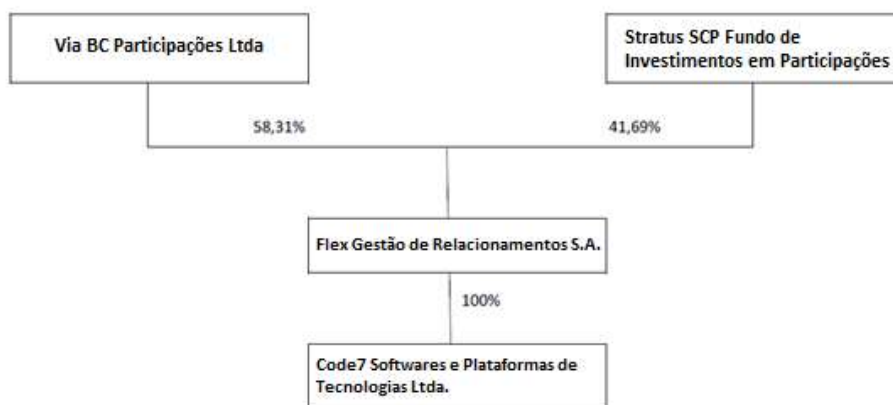 Via BC Participações Ltda
Stratus SCP Fundo de
Investimentos em Participações
58,31%
41,69%
Flex Gestão de Relacionamentos S.A.
100%
Code7 Softwares e Plataformas de
Tecnologias Ltda.